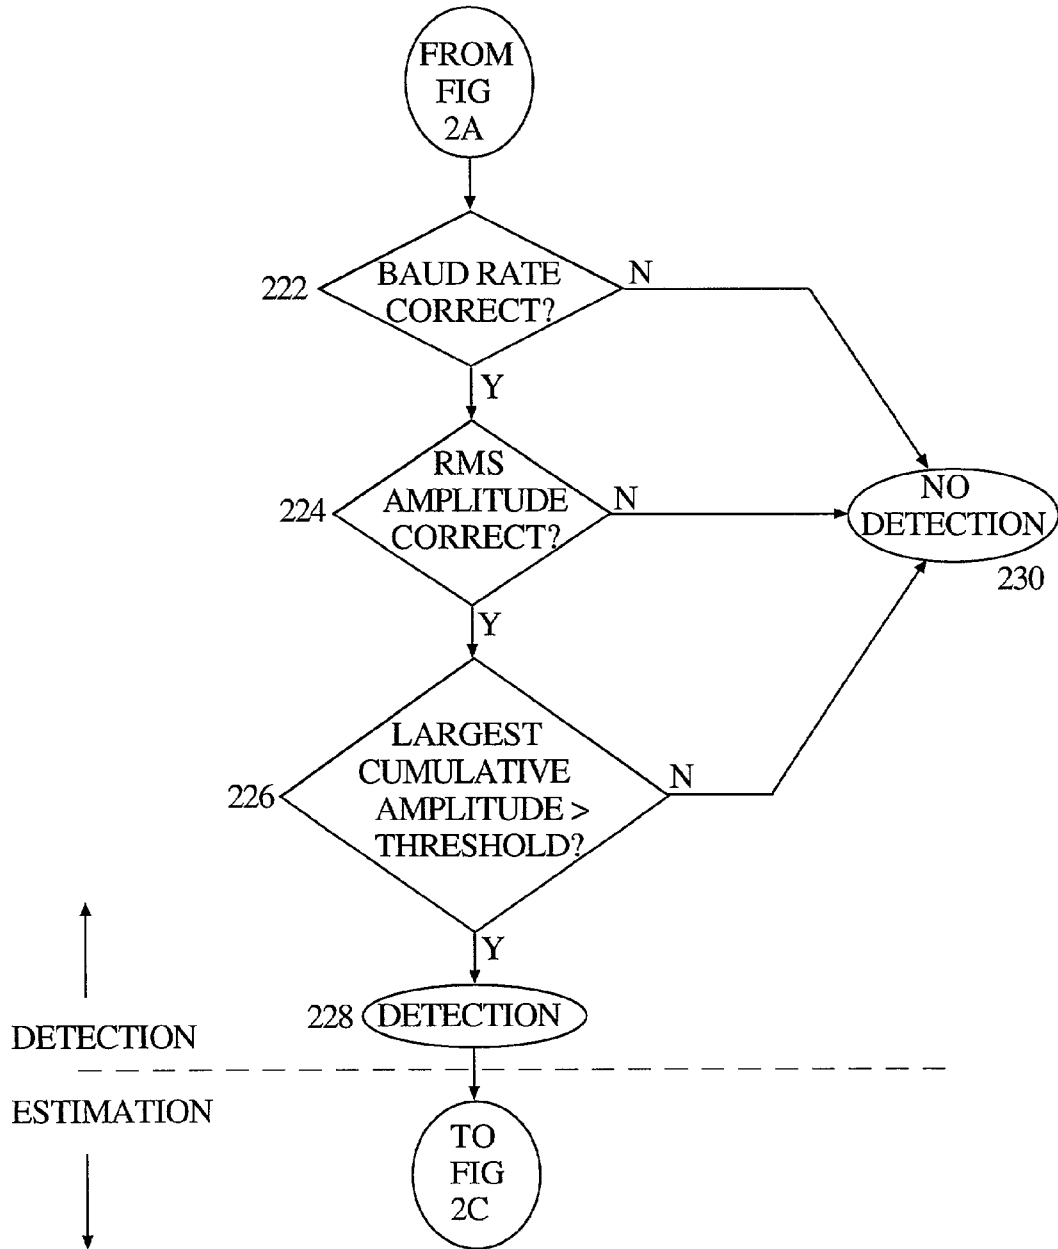 FROM
FIG
2A
222
BAUD RATE
CORRECT?
N
Y
224
RMS
AMPLITUDE
CORRECT?
N
NO
DETECTION
230
Y
226
LARGEST
CUMULATIVE
AMPLITUDE >
THRESHOLD?
N
Y
228
DETECTION
DETECTION
ESTIMATION
TO
FIG
2C